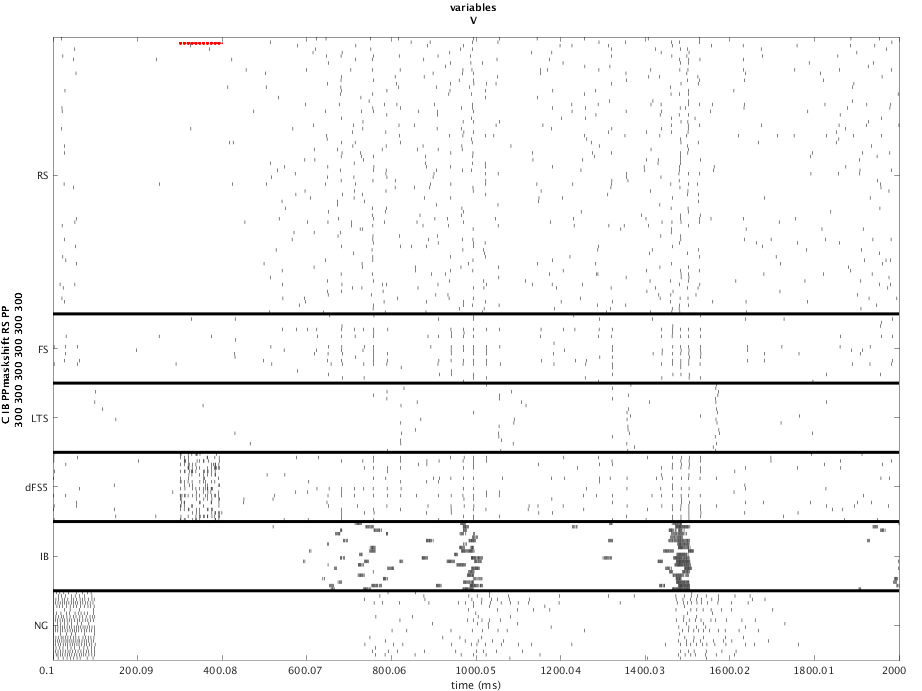 variables
V
RS
FS
LTS
dFS5
IB
NG
C IB PPmaskshift RS PP
300 300 300 300 300 300
0.1 200.09 400.08 600.07 800.06 1000.05 1200.04 1400.03 1600.02 1800.01 2000
time (ms)